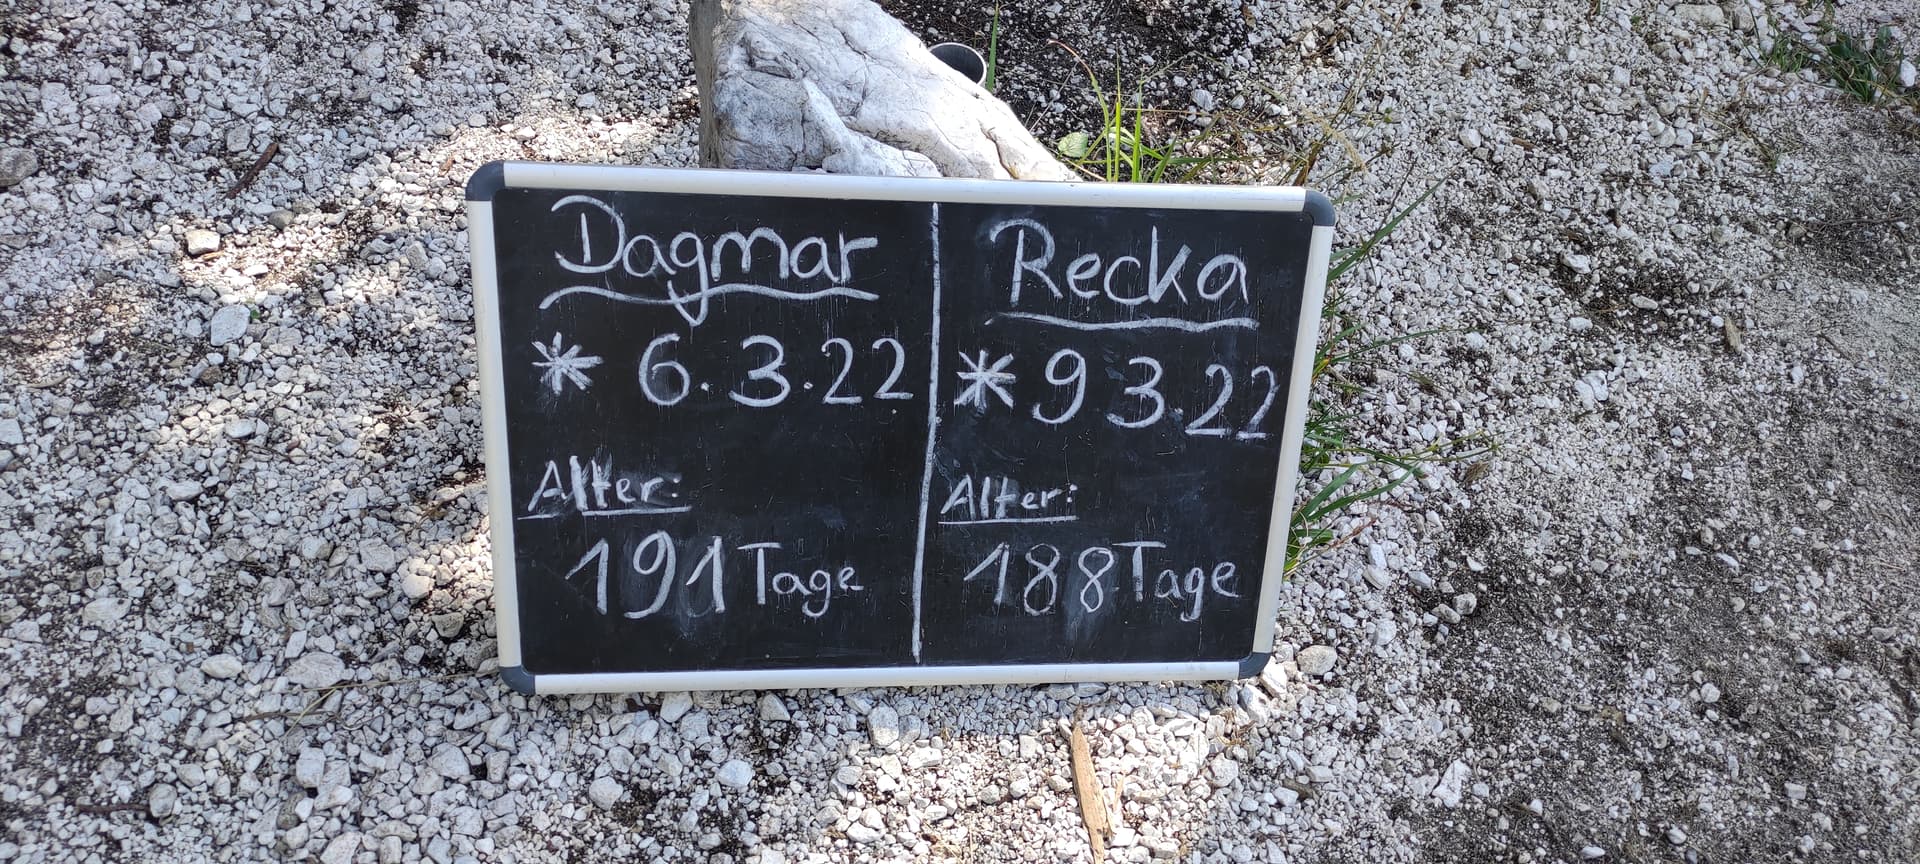 Dagmar
* 6.3.22
Alter:
191 Tage
Recka
* 9 3.22
Alter:
188 Tage